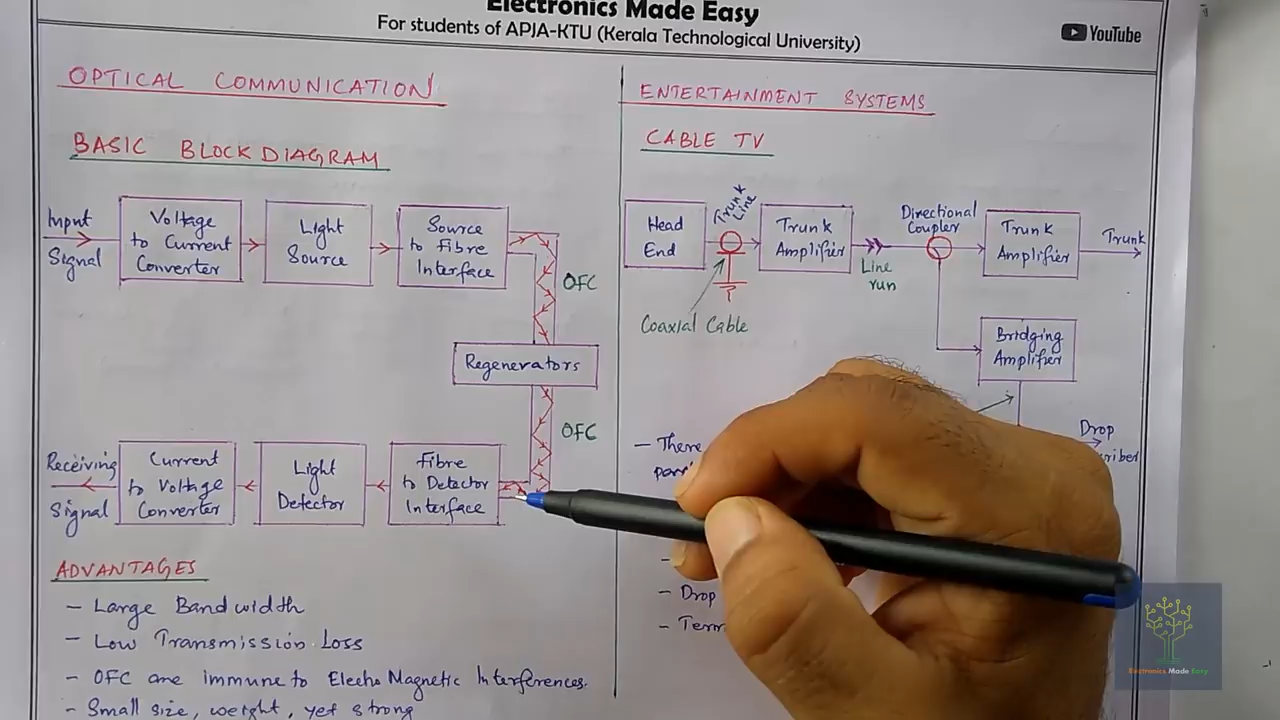 Electronics Made Easy
For students of APJA-KTU (Kerala Technological University)
YouTube
OPTICAL COMMUNICATION
BASIC BLOCK DIAGRAM
Input
Signal
Voltage
to Current
Converter
Light
Source
Source
to Fibre
Interface
OFC
Regenerators
OFC
Receiving
Signal
Current
to Voltage
Converter
Light
Detector
Fibre
to Detector
Interface
ADVANTAGES
- Large Bandwidth
- Low Transmission Loss
- OFC are immune to Electro Magnetic Interferences.
- Small size, weight, yet strong
ENTERTAINMENT SYSTEMS
CABLE TV
Head
End
Trunk
Line
Trunk
Amplifier
Line
run
Directional
Coupler
Trunk
Amplifier
Trunk
Coaxial Cable
Bridging
Amplifier
Drop
- There
- Drop
- Term
Electronics Made Easy